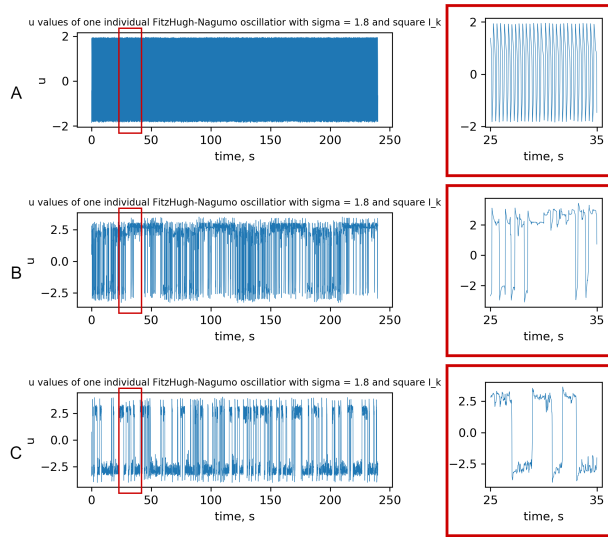 u values of one individual FitzHugh-Nagumo oscillatior with sigma = 1.8 and square I_k
A
u
2
0
−2
0 50 100 150 200 250
time, s
2
0
−2
25 35
time, s
u values of one individual FitzHugh-Nagumo oscillatior with sigma = 1.8 and square I_k
B
u
2.5
0.0
−2.5
0 50 100 150 200 250
time, s
2
0
−2
25 35
time, s
u values of one individual FitzHugh-Nagumo oscillatior with sigma = 1.8 and square I_k
C
u
2.5
0.0
−2.5
0 50 100 150 200 250
time, s
2.5
0.0
−2.5
25 35
time, s